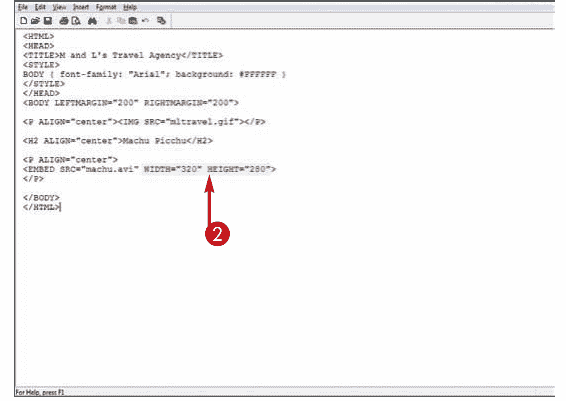 File Edit View Insert Format Help
<HTML>
<HEAD>
<TITLE>M and L's Travel Agency</TITLE>
<STYLE>
BODY { font-family: "Arial"; background: #FFFFFF }
</STYLE>
</HEAD>
<BODY LEFTMARGIN="200" RIGHTMARGIN="200">
<P ALIGN="center"><IMG SRC="mltravel.gif"></P>
<H2 ALIGN="center">Machu Picchu</H2>
<P ALIGN="center">
<EMBED SRC="machu.avi" WIDTH="320" HEIGHT="280">
</P>
</BODY>
</HTML>
2
For Help, press F1